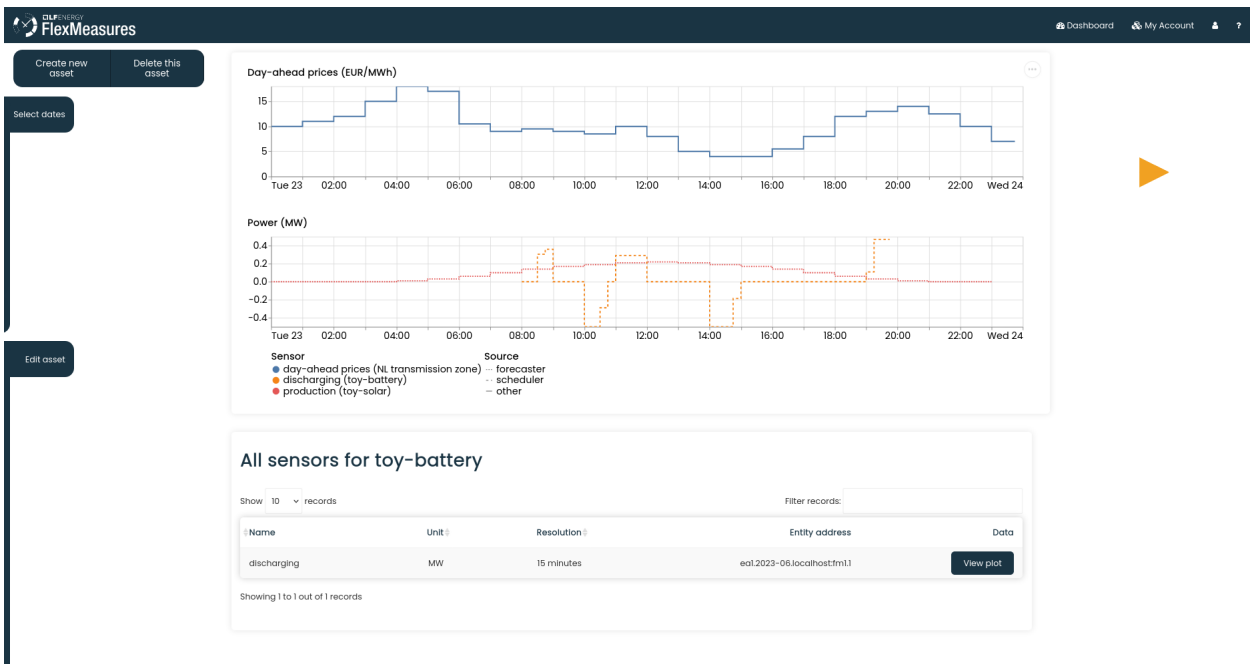 LFENERGY
FlexMeasures
Dashboard My Account ?
Create new asset
Delete this asset
Select dates
Edit asset
Day-ahead prices (EUR/MWh)
15
10
5
0
Tue 23 02:00 04:00 06:00 08:00 10:00 12:00 14:00 16:00 18:00 20:00 22:00 Wed 24
Power (MW)
0.4
0.2
0.0
−0.2
−0.4
Tue 23 02:00 04:00 06:00 08:00 10:00 12:00 14:00 16:00 18:00 20:00 22:00 Wed 24
Sensor Source
day-ahead prices (NL transmission zone) forecaster
discharging (toy-battery) scheduler
production (toy-solar) other
All sensors for toy-battery
Show 10 records Filter records:
Name Unit Resolution Entity address Data
discharging MW 15 minutes ea1.2023-06.localhost:fm1.1 View plot
Showing 1 to 1 out of 1 records